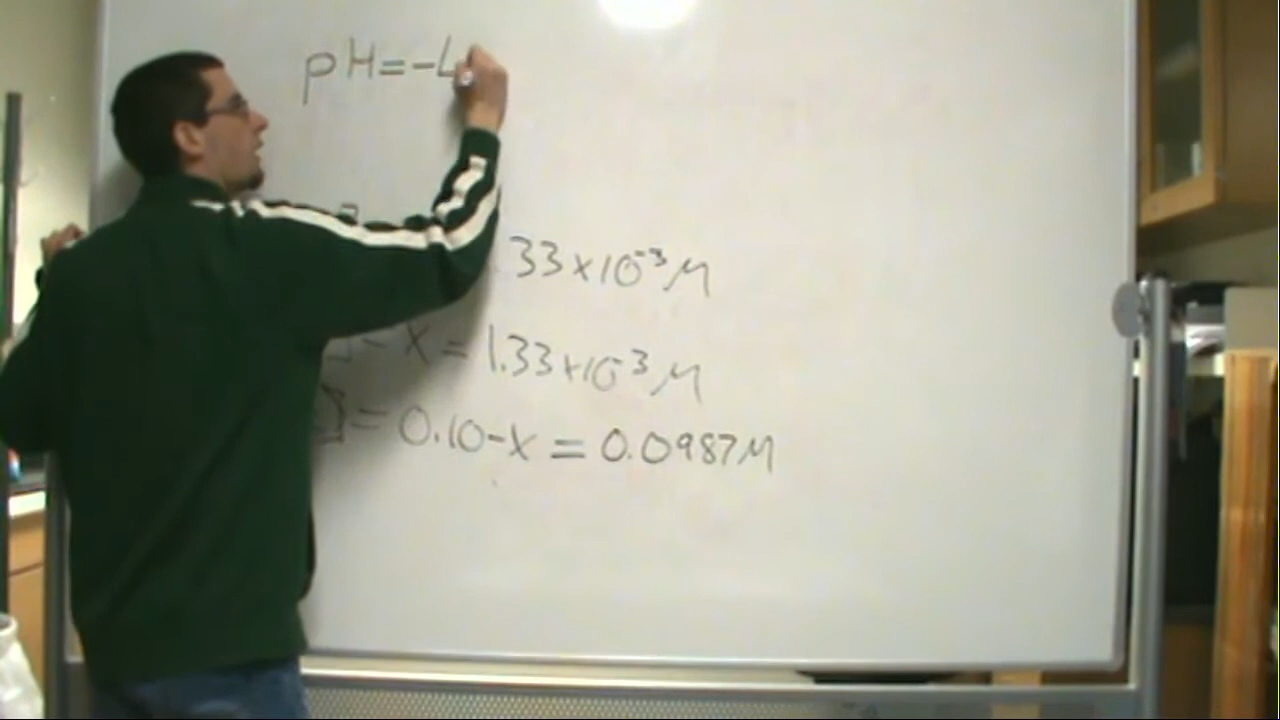 pH=-L
33x10⁻³M
-x=1.33x10⁻³M
]=0.10-x=0.0987M